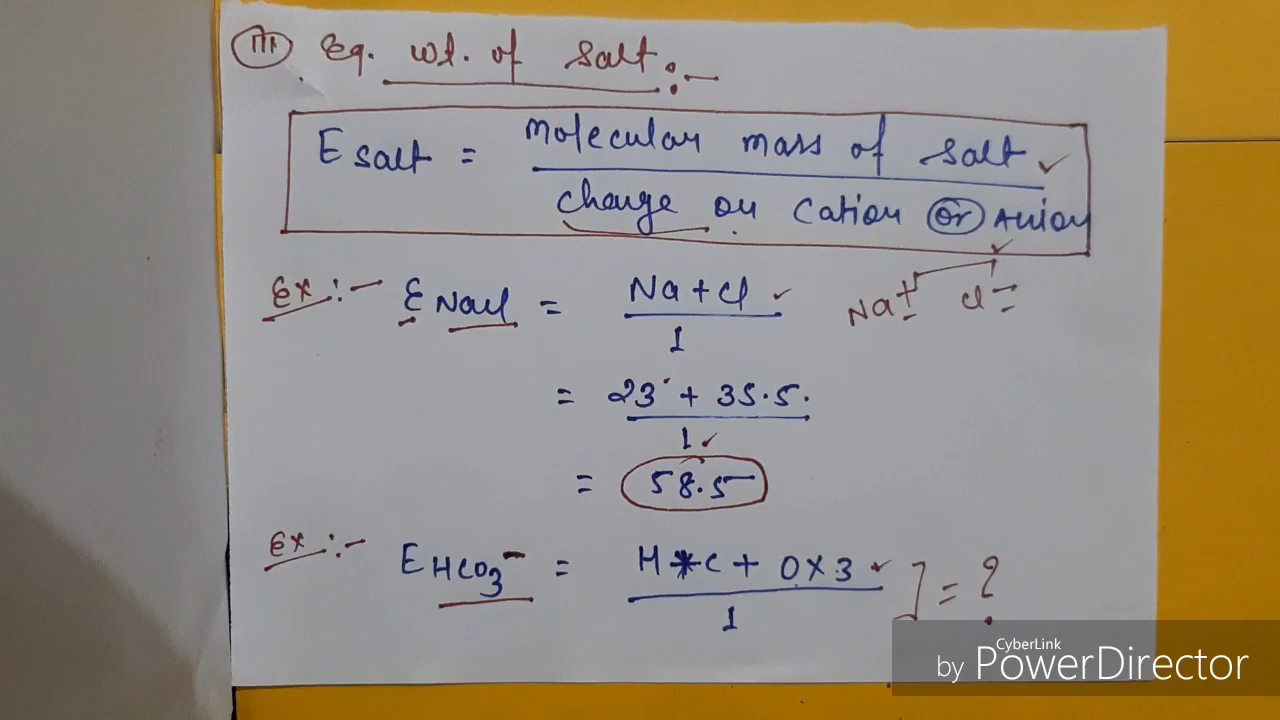 III Eq. wt. of Salt :-
E salt = molecular mass of salt ✓
charge on cation or Anion
Ex :- E NaCl = Na + Cl ✓
1
Na+ Cl-
= 23 + 35.5.
1 ✓
= 58.5
Ex :- E HCO3- = H*C + O×3 ✓ ] = ?
1
CyberLink
by PowerDirector